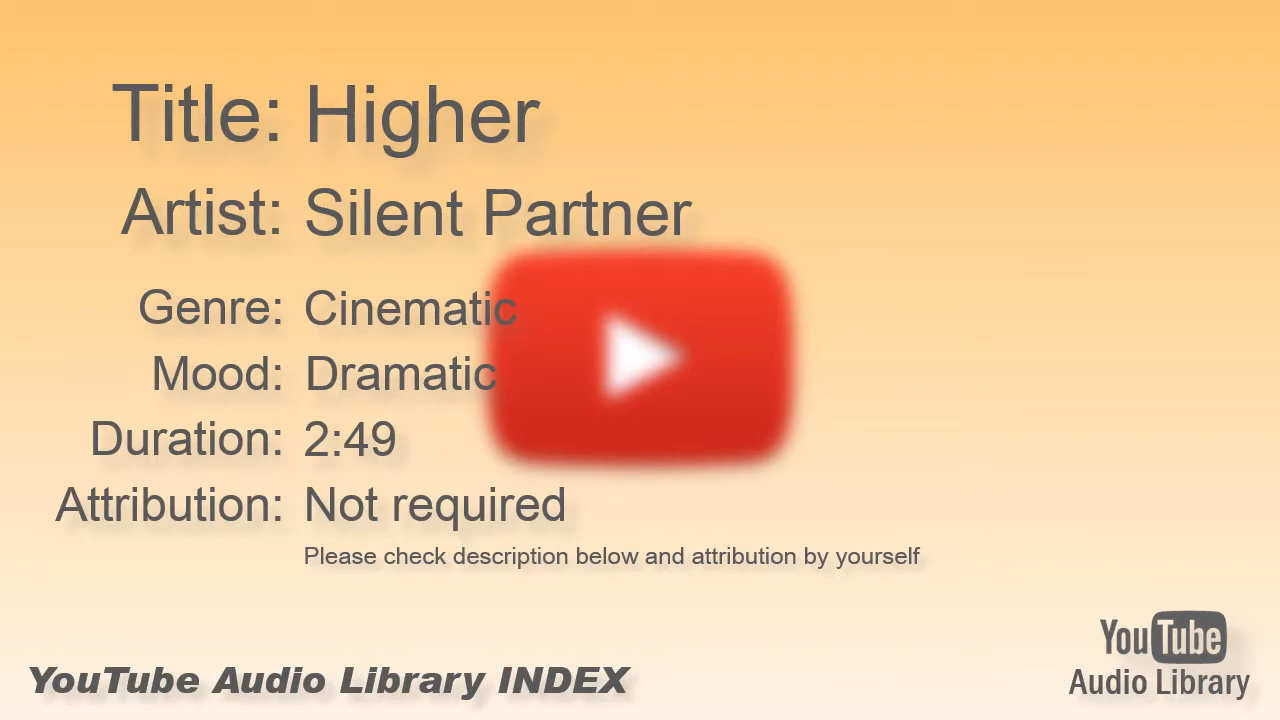 Title: Higher
Artist: Silent Partner
Genre: Cinematic
Mood: Dramatic
Duration: 2:49
Attribution: Not required
Please check description below and attribution by yourself
YouTube Audio Library INDEX
YouTube
Audio Library